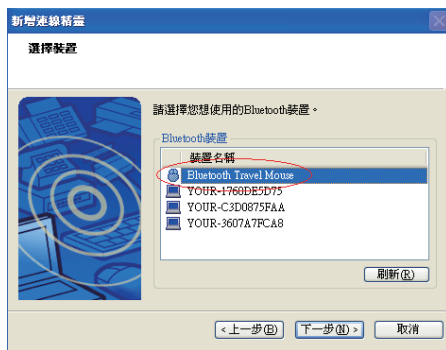 新增連線精靈
選擇裝置
請選擇您想使用的Bluetooth裝置。
Bluetooth裝置
裝置名稱
Bluetooth Travel Mouse
YOUR-1760DE5D75
YOUR-C3D0875FAA
YOUR-3607A7FCA8
刷新(R)
<上一步(B)
下一步(N)>
取消